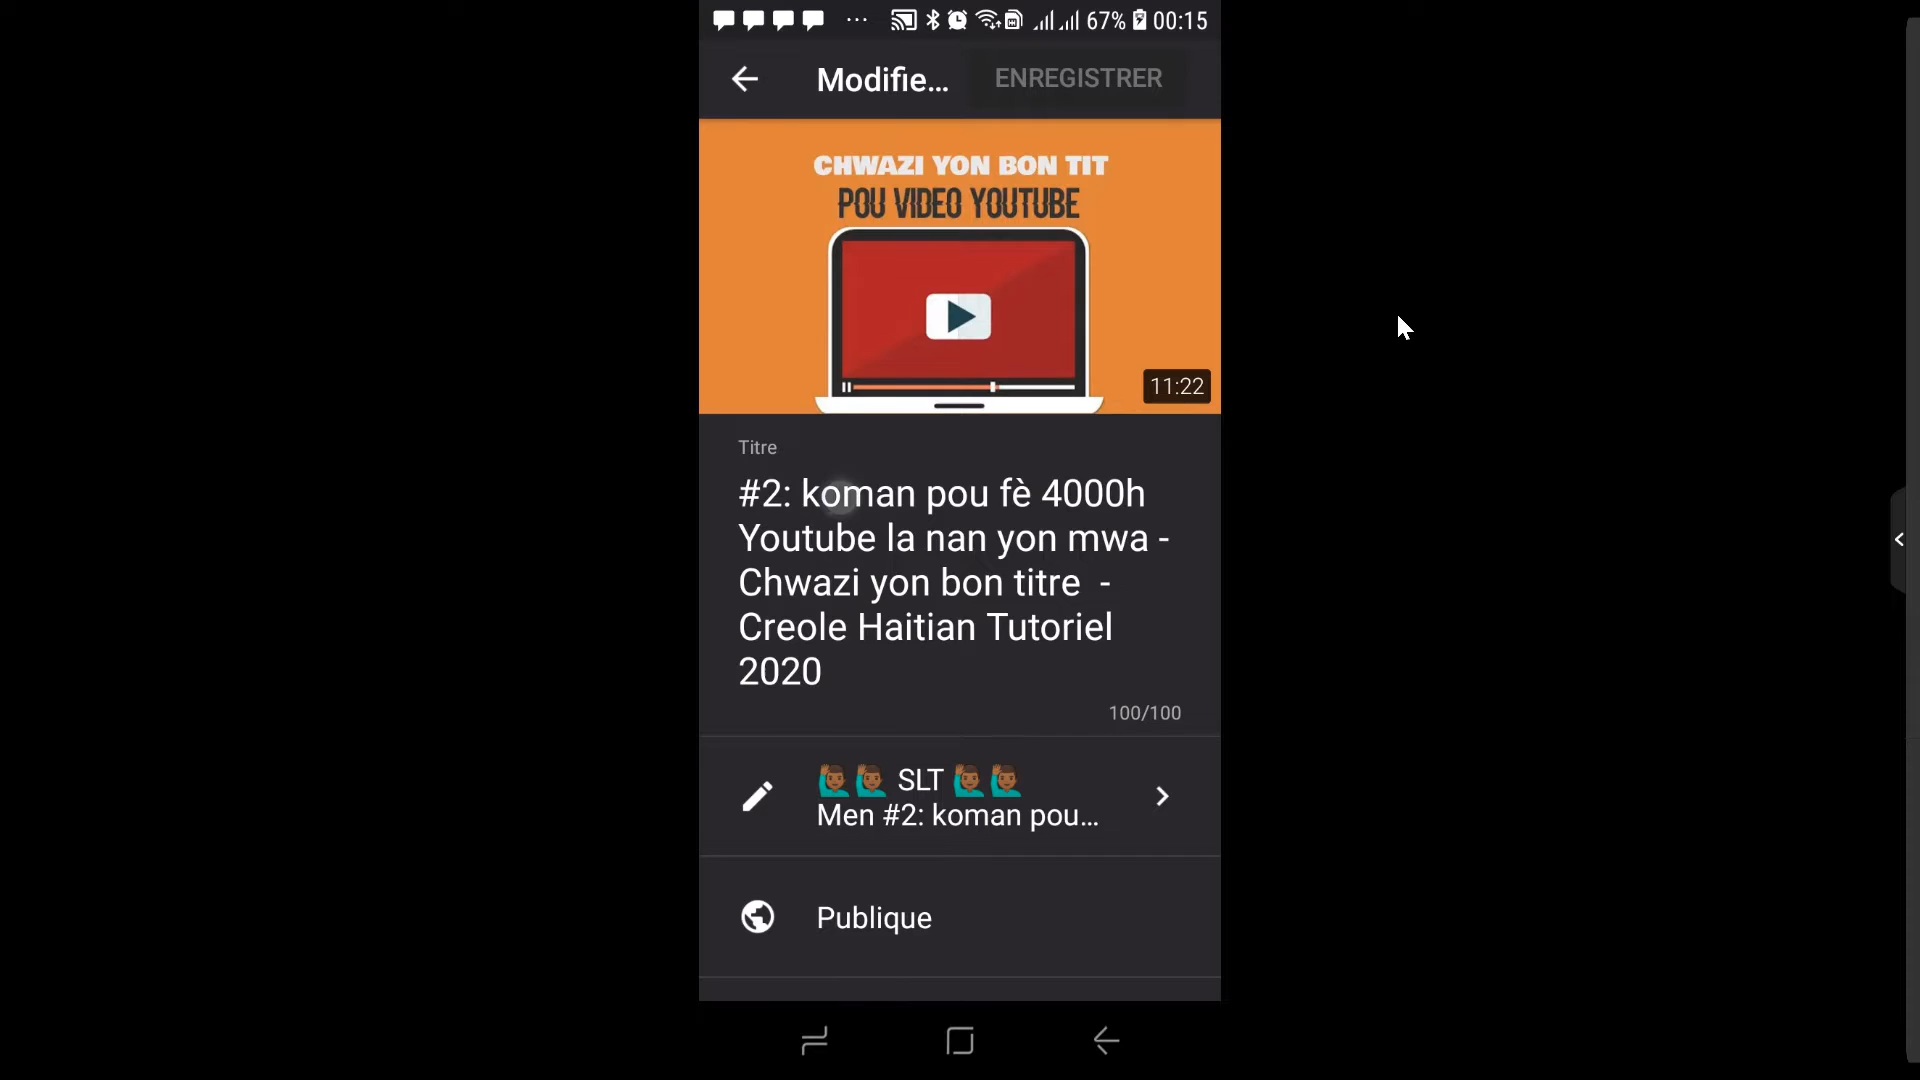 67% 00:15
Modifie... ENREGISTRER
CHWAZI YON BON TIT
POU VIDEO YOUTUBE
11:22
Titre
#2: koman pou fè 4000h
Youtube la nan yon mwa -
Chwazi yon bon titre  -
Creole Haitian Tutoriel
2020
100/100
🙋🏾‍♂️🙋🏾‍♂️ SLT 🙋🏾‍♂️🙋🏾‍♂️
Men #2: koman pou...
Publique